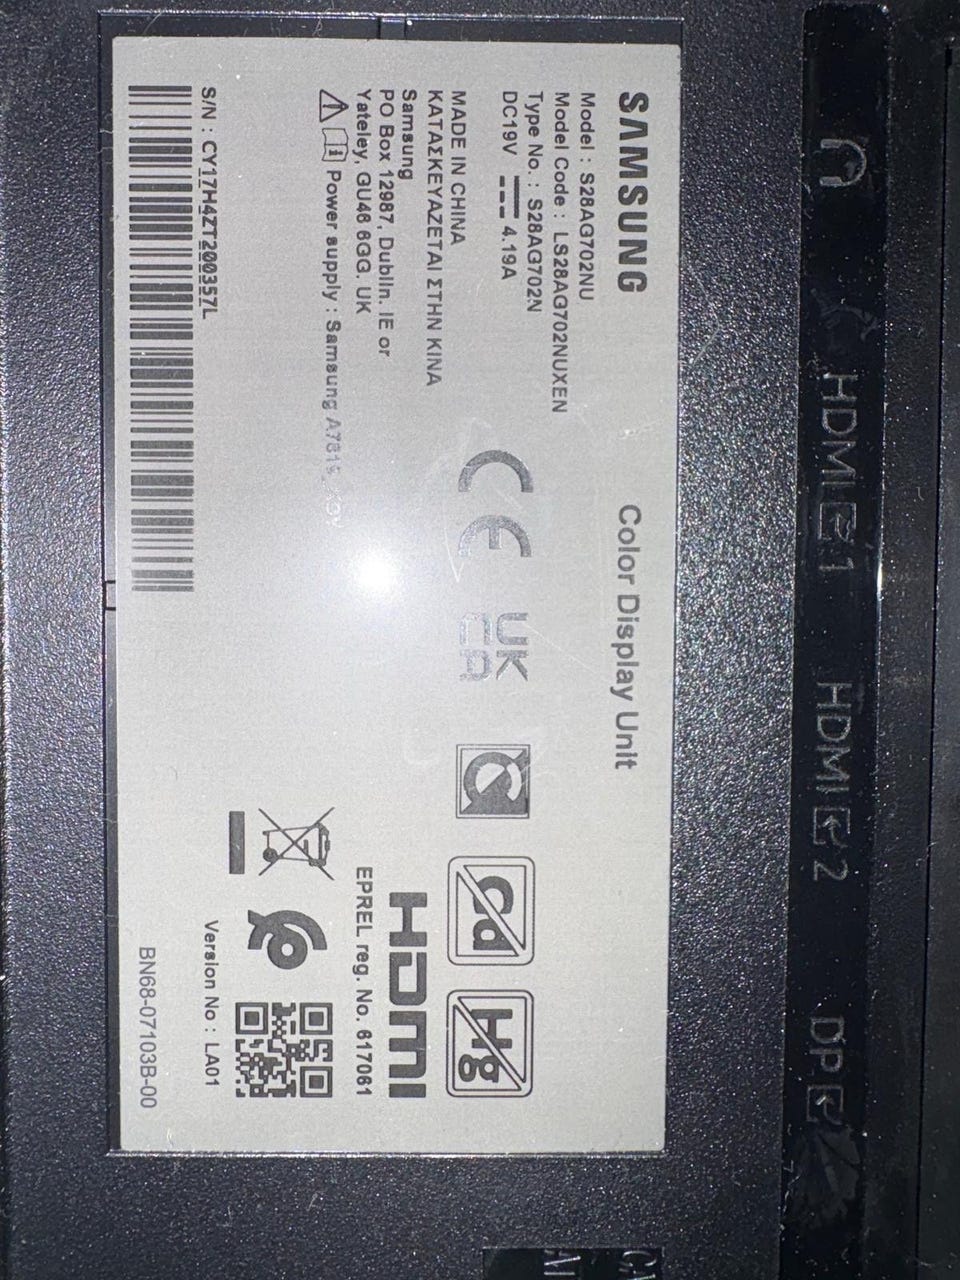 SAMSUNG
Color Display Unit
Model : S28AG702NU
Model Code : LS28AG702NUXEN
Type No. : S28AG702N
DC19V 4.19A
MADE IN CHINA
ΚΑΤΑΣΚΕΥΑΖΕΤΑΙ ΣΤΗΝ ΚΙΝΑ
Samsung
PO Box 12987, Dublin. IE or
Yateley, GU46 6GG. UK
Power supply : Samsung
S/N : CY17H4ZT200357L
CE
UK
CA
Cd
Hg
HDMI
EPREL reg. No. 617061
Version No : LA01
BN68-07103B-00
HDMI 1
HDMI 2
DP